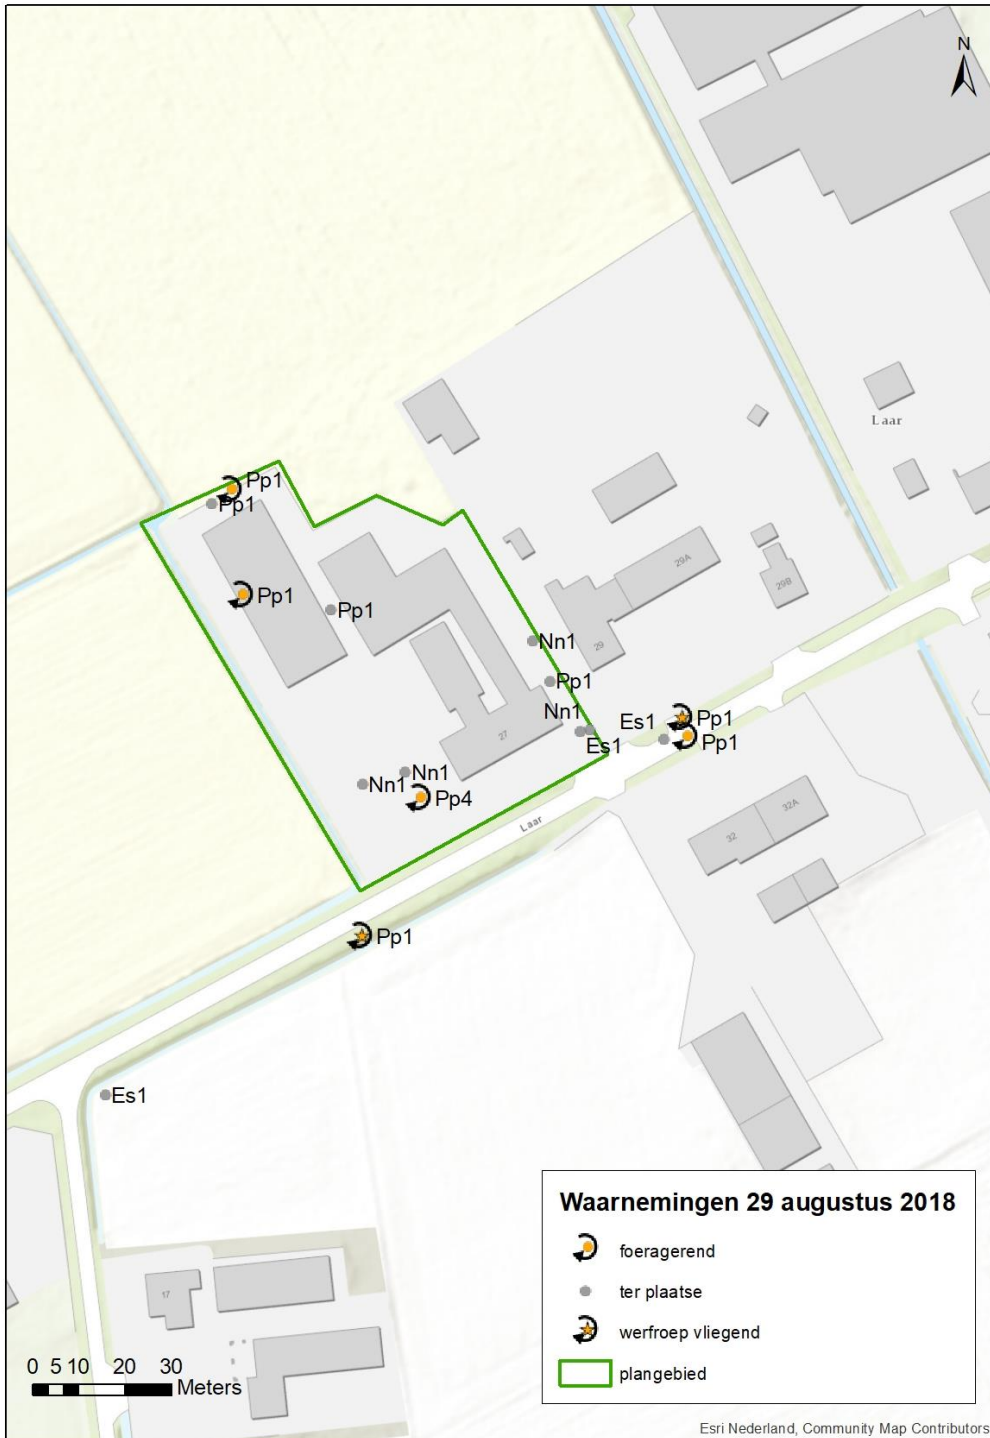 N
Laar
Pp1
Pp1
Pp1
Pp1
29A
29B
Nn1
29
Pp1
Nn1
Es1
Pp1
Es1
Pp1
27
Nn1
Nn1
Pp4
Laar
32A
32
Pp1
Es1
17
Waarnemingen 29 augustus 2018
foeragerend
ter plaatse
werfroep vliegend
plangebied
0 5 10 20 30
Meters
Esri Nederland, Community Map Contributors